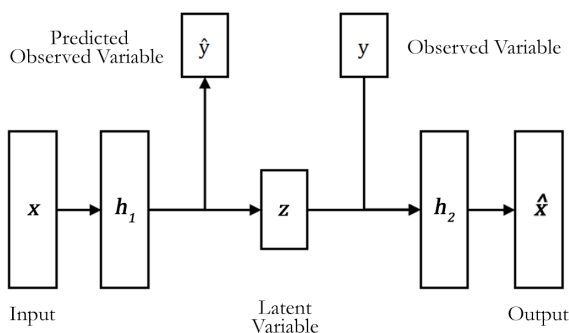 Predicted
Observed Variable
ŷ
y
Observed Variable
x
h₁
z
h₂
x̂
Input
Latent
Variable
Output